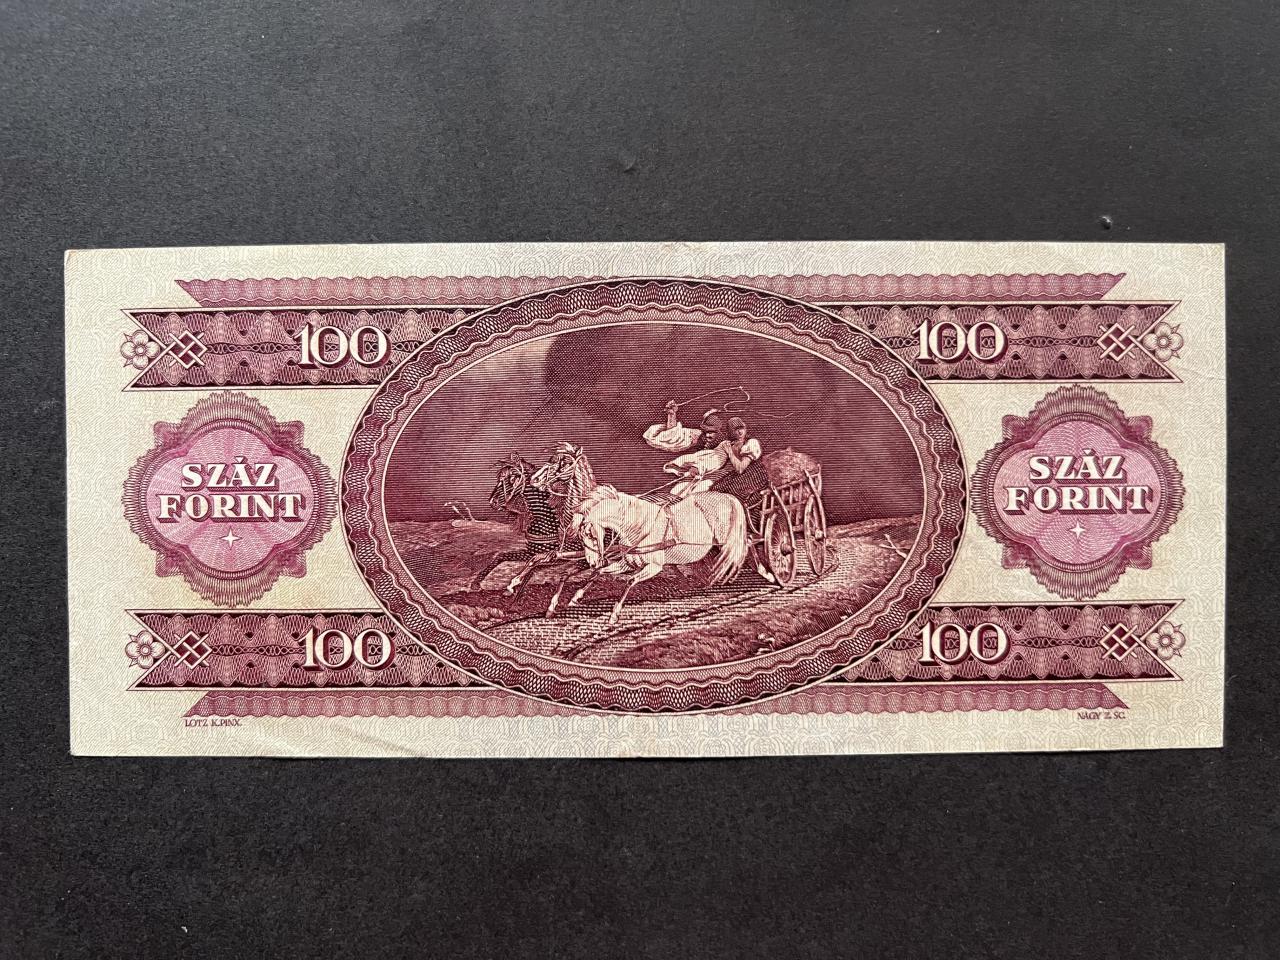 100
100
SZÁZ
FORINT
SZÁZ
FORINT
100
100
LOTZ K. PINX.
NAGY Z. SC.